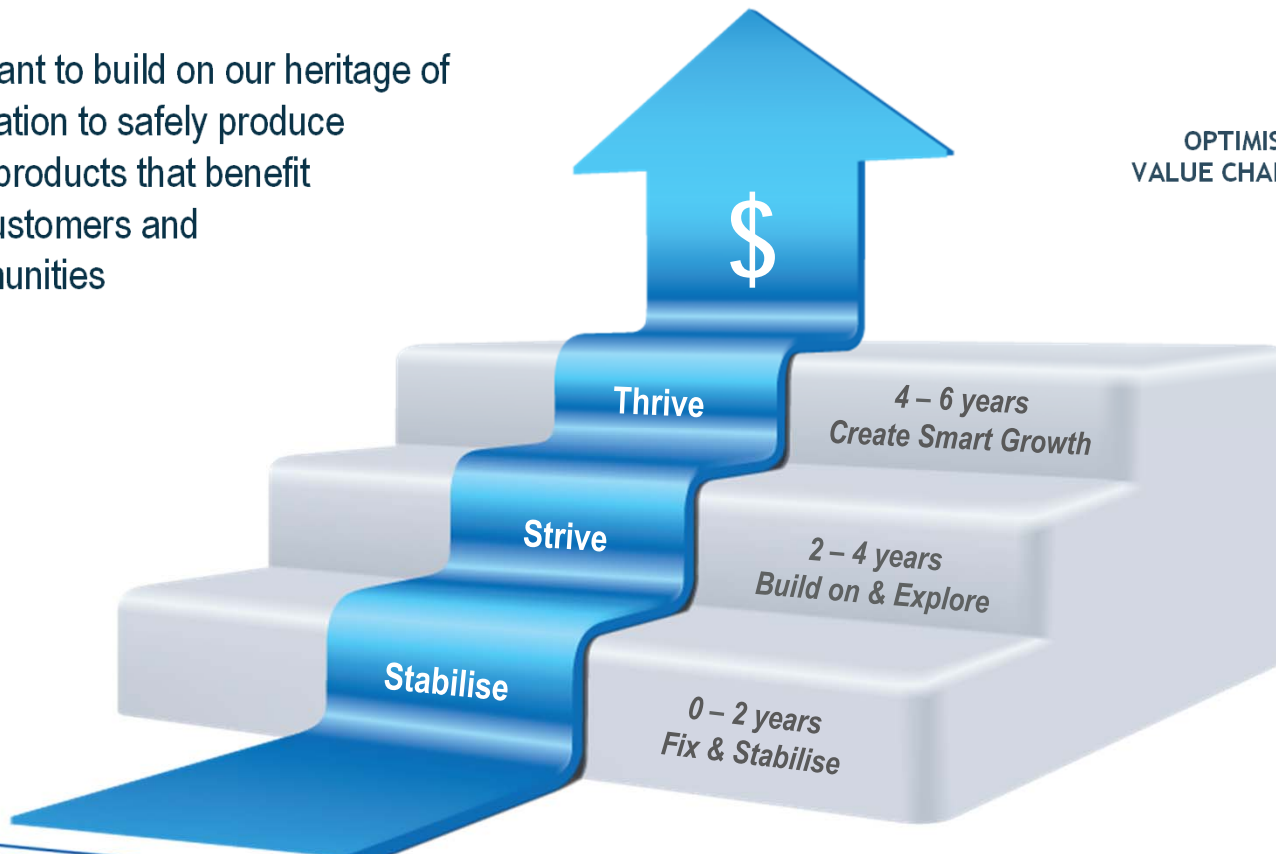 ant to build on our heritage of
ation to safely produce
products that benefit
ustomers and
unities
OPTIMIS
VALUE CHA
$
Thrive
4 – 6 years
Create Smart Growth
Strive
2 – 4 years
Build on & Explore
Stabilise
0 – 2 years
Fix & Stabilise